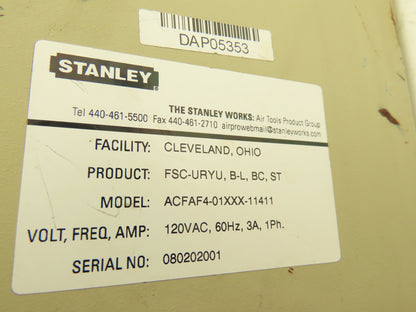 DAP05353
STANLEY
THE STANLEY WORKS: Air Tools Product Group
Tel 440-461-5500 Fax 440-461-2710 airprowebmail@stanleyworks.com
FACILITY: CLEVELAND, OHIO
PRODUCT: FSC-URYU, B-L, BC, ST
MODEL: ACFAF4-01XXX-11411
VOLT, FREQ, AMP: 120VAC, 60Hz, 3A, 1Ph.
SERIAL NO: 080202001